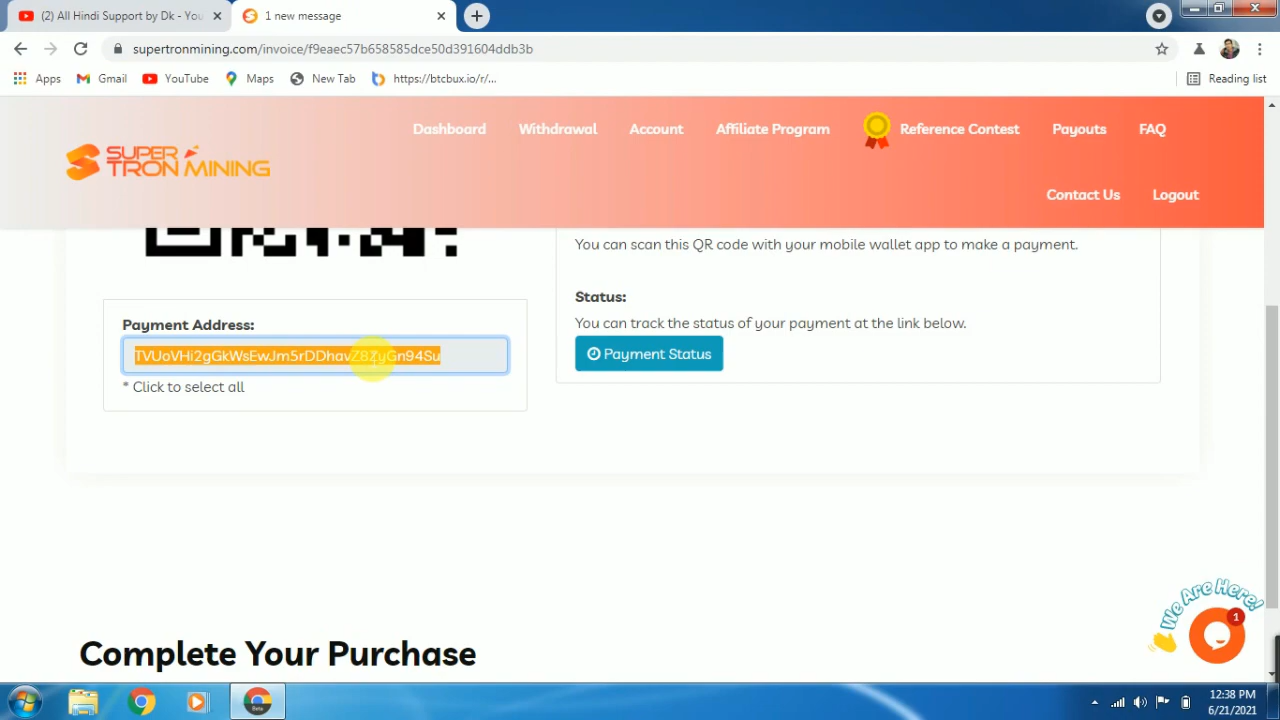 (2) All Hindi Support by Dk - You
1 new message
supertronmining.com/invoice/f9eaec57b658585dce50d391604ddb3b
Apps
Gmail
YouTube
Maps
New Tab
https://btcbux.io/r/...
Reading list
SUPER
TRON MINING
Dashboard
Withdrawal
Account
Affiliate Program
Reference Contest
Payouts
FAQ
Contact Us
Logout
You can scan this QR code with your mobile wallet app to make a payment.
Payment Address:
TVUoVHi2gGkWsEwJm5rDDhavZ8ZyGn94Su
* Click to select all
Status:
You can track the status of your payment at the link below.
Payment Status
We Are Here!
1
Complete Your Purchase
Beta
12:38 PM
6/21/2021